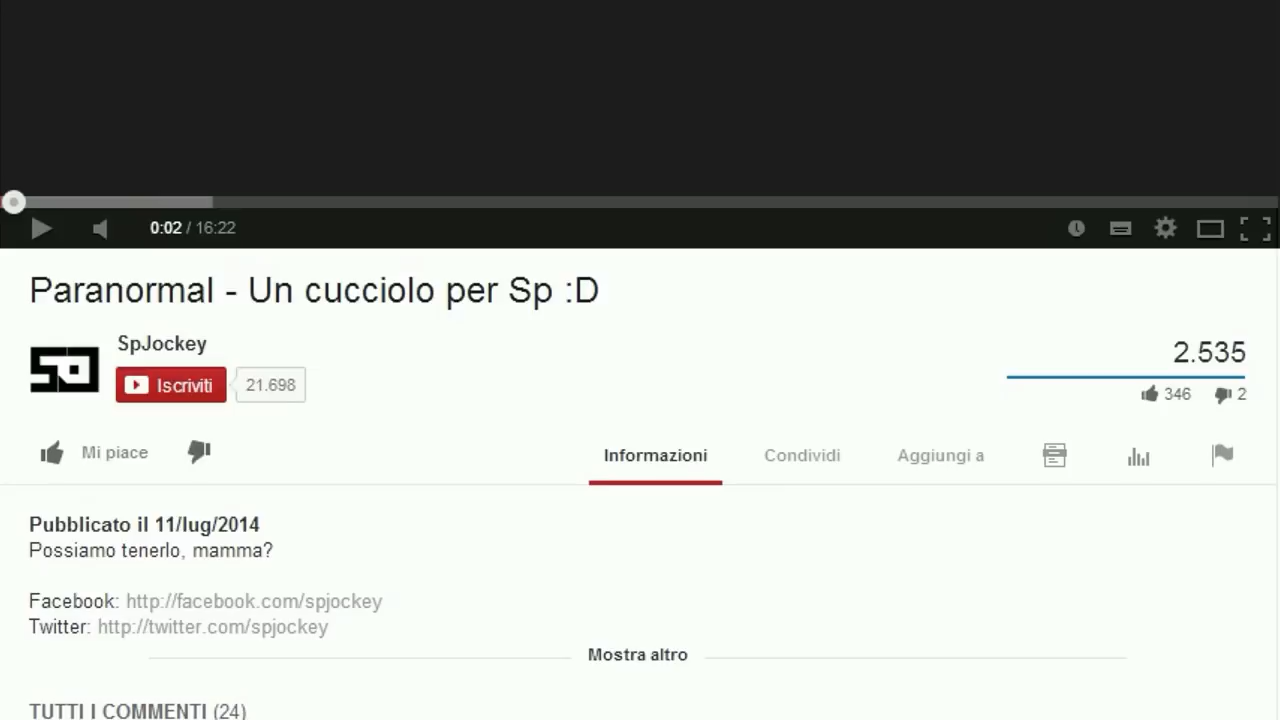 0:02 / 16:22
Paranormal - Un cucciolo per Sp :D
SpJockey
Iscriviti 21.698
2.535
346 2
Mi piace
Informazioni Condividi Aggiungi a
Pubblicato il 11/lug/2014
Possiamo tenerlo, mamma?
Facebook: http://facebook.com/spjockey
Twitter: http://twitter.com/spjockey
Mostra altro
TUTTI I COMMENTI (24)